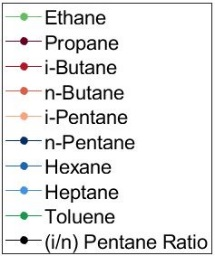 Ethane
Propane
i-Butane
n-Butane
i-Pentane
n-Pentane
Hexane
Heptane
Toluene
(i/n) Pentane Ratio